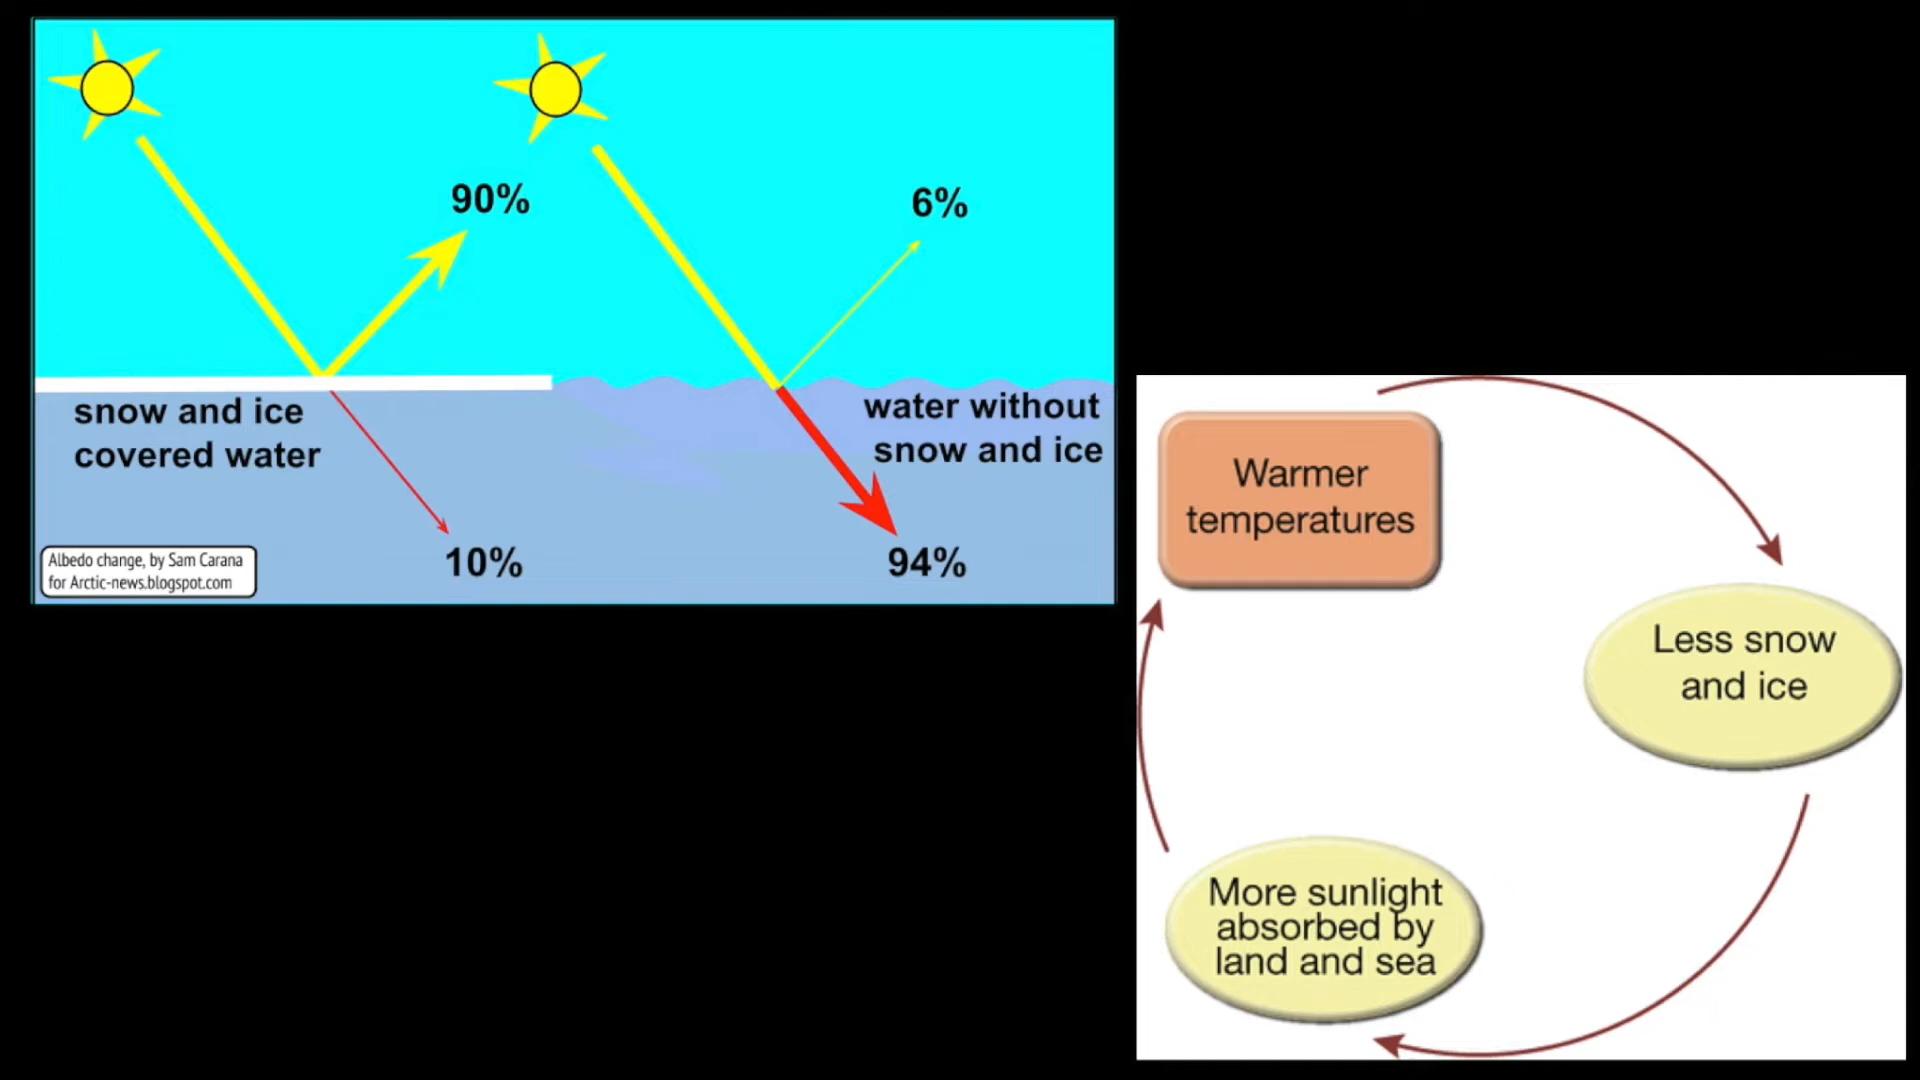 90%
6%
snow and ice
covered water
water without
snow and ice
10%
94%
Albedo change, by Sam Carana
for Arctic-news.blogspot.com
Warmer
temperatures
Less snow
and ice
More sunlight
absorbed by
land and sea